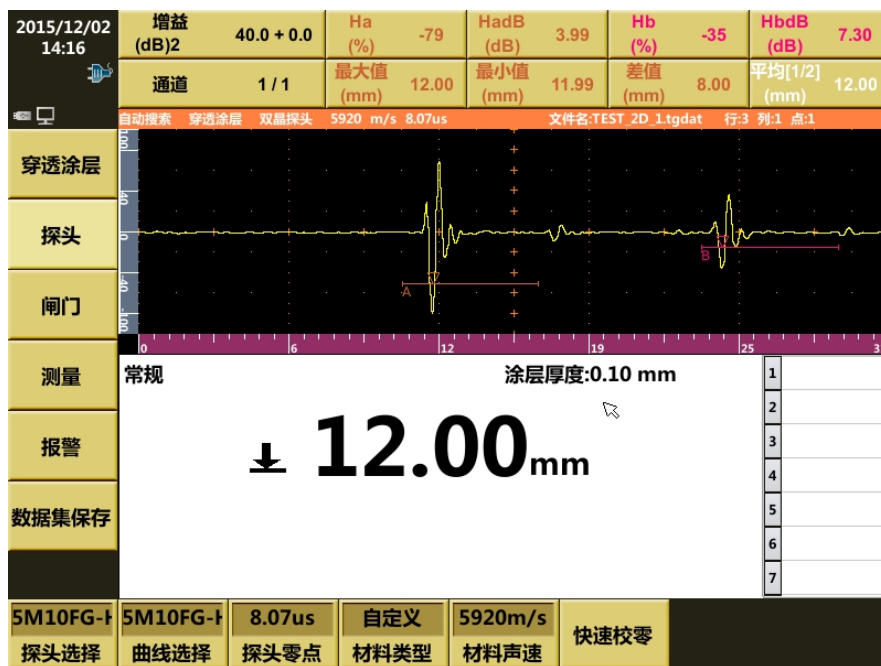 2015/12/02
14:16
增益
(dB)2
40.0 + 0.0
Ha
(%)
-79
HadB
(dB)
3.99
Hb
(%)
-35
HbdB
(dB)
7.30
通道
1 / 1
最大值
(mm)
12.00
最小值
(mm)
11.99
差值
(mm)
8.00
平均[1/2]
(mm)
12.00
自动搜索 穿透涂层 双晶探头 5920 m/s 8.07us 文件名:TEST_2D_1.tgdat 行:3 列:1 点:1
穿透涂层
探头
闸门
测量
报警
数据集保存
100
40
0
-40
-100
A
B
0 6 12 19 25 3
常规
涂层厚度:0.10 mm
12.00mm
1
2
3
4
5
6
7
5M10FG-H
探头选择
5M10FG-H
曲线选择
8.07us
探头零点
自定义
材料类型
5920m/s
材料声速
快速校零